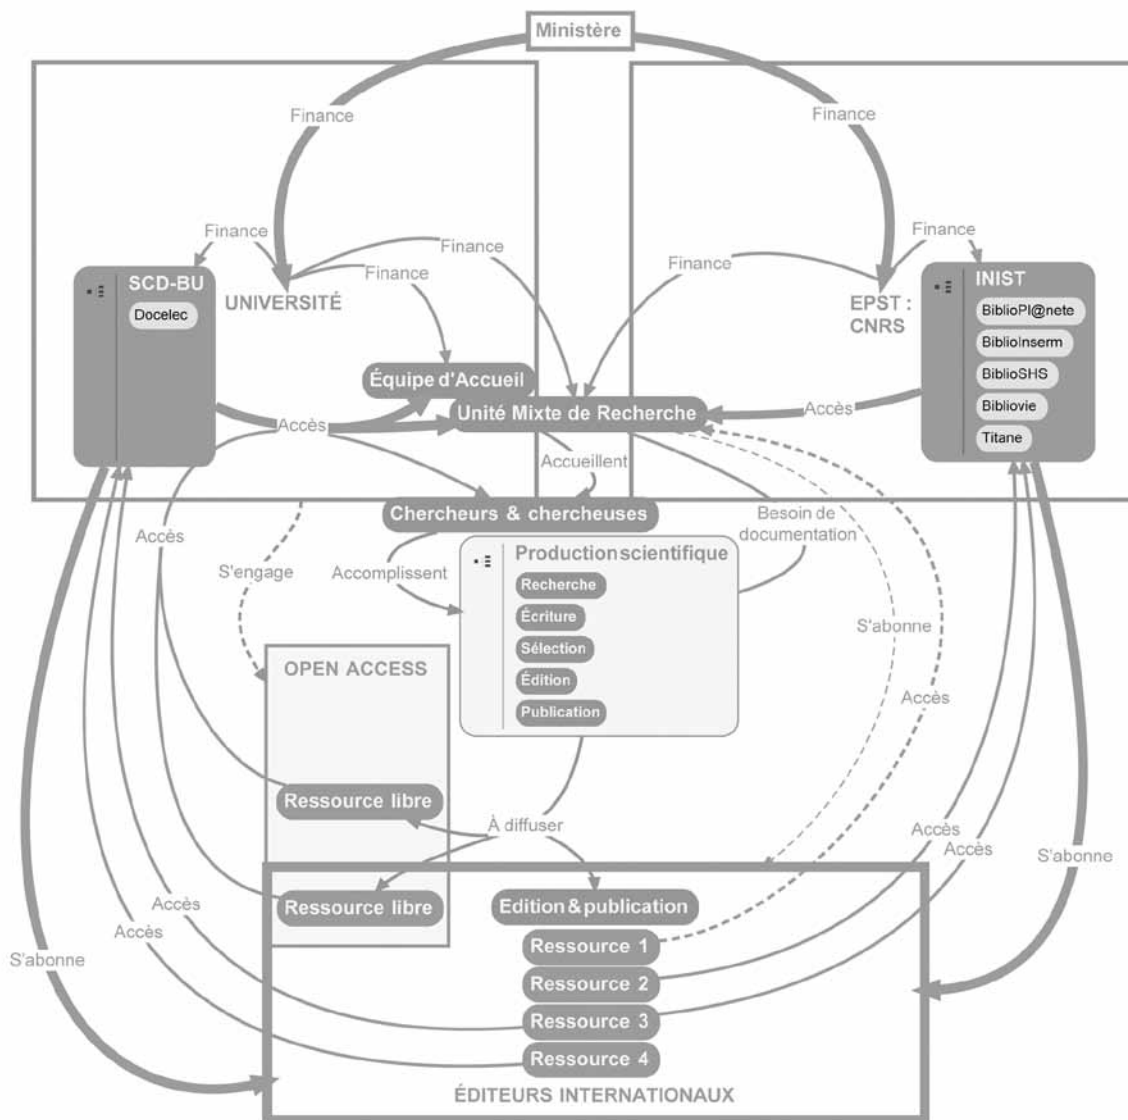 Ministère
Finance
Finance
Finance
Finance
Finance
Finance
Finance
SCD-BU
Docelec
UNIVERSITÉ
EPST :
CNRS
INIST
BiblioPl@nete
BiblioInserm
BiblioSHS
Bibliovie
Titane
Équipe d'Accueil
Unité Mixte de Recherche
Accès
Accès
Accueillent
Chercheurs & chercheuses
Besoin de
documentation
Accès
S'engage
Accomplissent
Production scientifique
Recherche
Écriture
Sélection
Édition
Publication
S'abonne
Accès
OPEN ACCESS
Ressource libre
À diffuser
Accès
Accès
S'abonne
Ressource libre
Edition & publication
Accès
Accès
S'abonne
Ressource 1
Ressource 2
Ressource 3
Ressource 4
ÉDITEURS INTERNATIONAUX